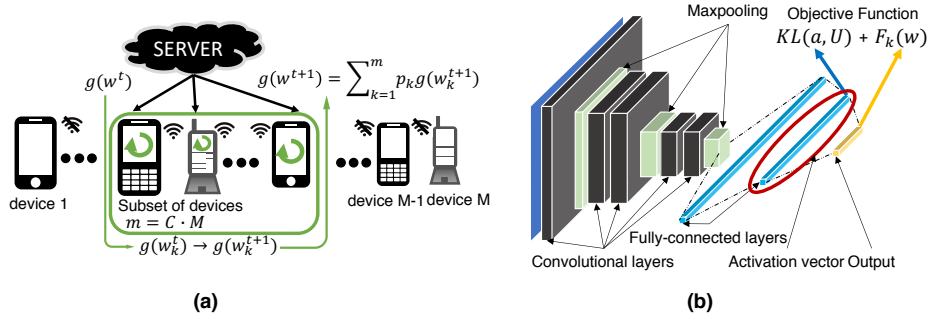 SERVER
g(w^t)
g(w^{t+1}) = \sum_{k=1}^{m} p_k g(w_k^{t+1})
device 1
Subset of devices
m = C · M
device M-1 device M
g(w_k^t) → g(w_k^{t+1})
(a)
Maxpooling
Objective Function
KL(a, U) + F_k(w)
Fully-connected layers
Convolutional layers
Activation vector Output
(b)